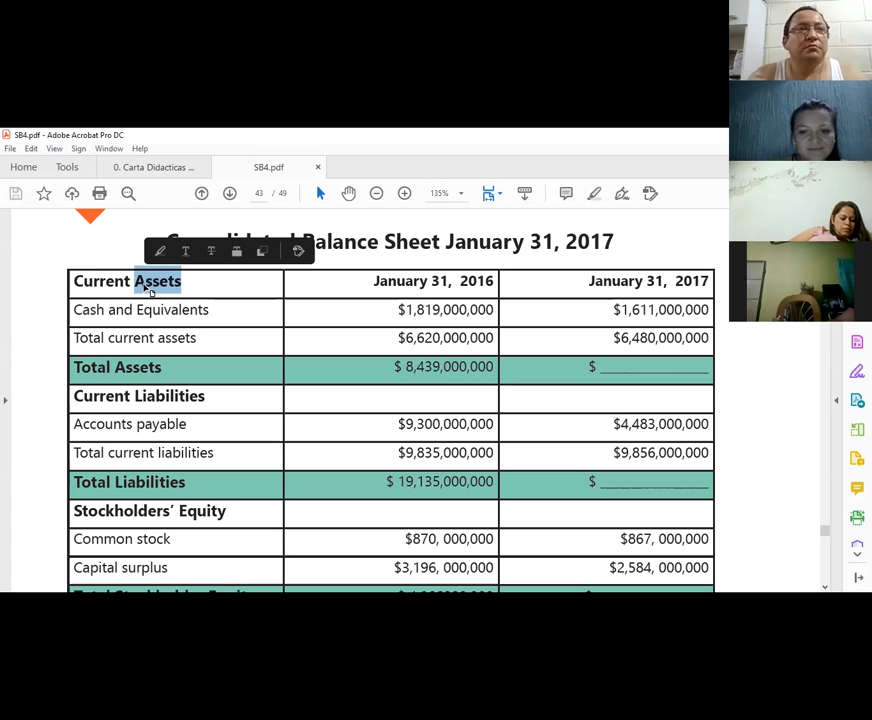 SB4.pdf - Adobe Acrobat Pro DC
File Edit View Sign Window Help
Home Tools 0. Carta Didacticas ... SB4.pdf ×
43 / 49 135%
Balance Sheet January 31, 2017
Current Assets January 31, 2016 January 31, 2017
Cash and Equivalents $1,819,000,000 $1,611,000,000
Total current assets $6,620,000,000 $6,480,000,000
Total Assets $ 8,439,000,000 $ ______________
Current Liabilities
Accounts payable $9,300,000,000 $4,483,000,000
Total current liabilities $9,835,000,000 $9,856,000,000
Total Liabilities $ 19,135,000,000 $ ______________
Stockholders’ Equity
Common stock $870, 000,000 $867, 000,000
Capital surplus $3,196, 000,000 $2,584, 000,000